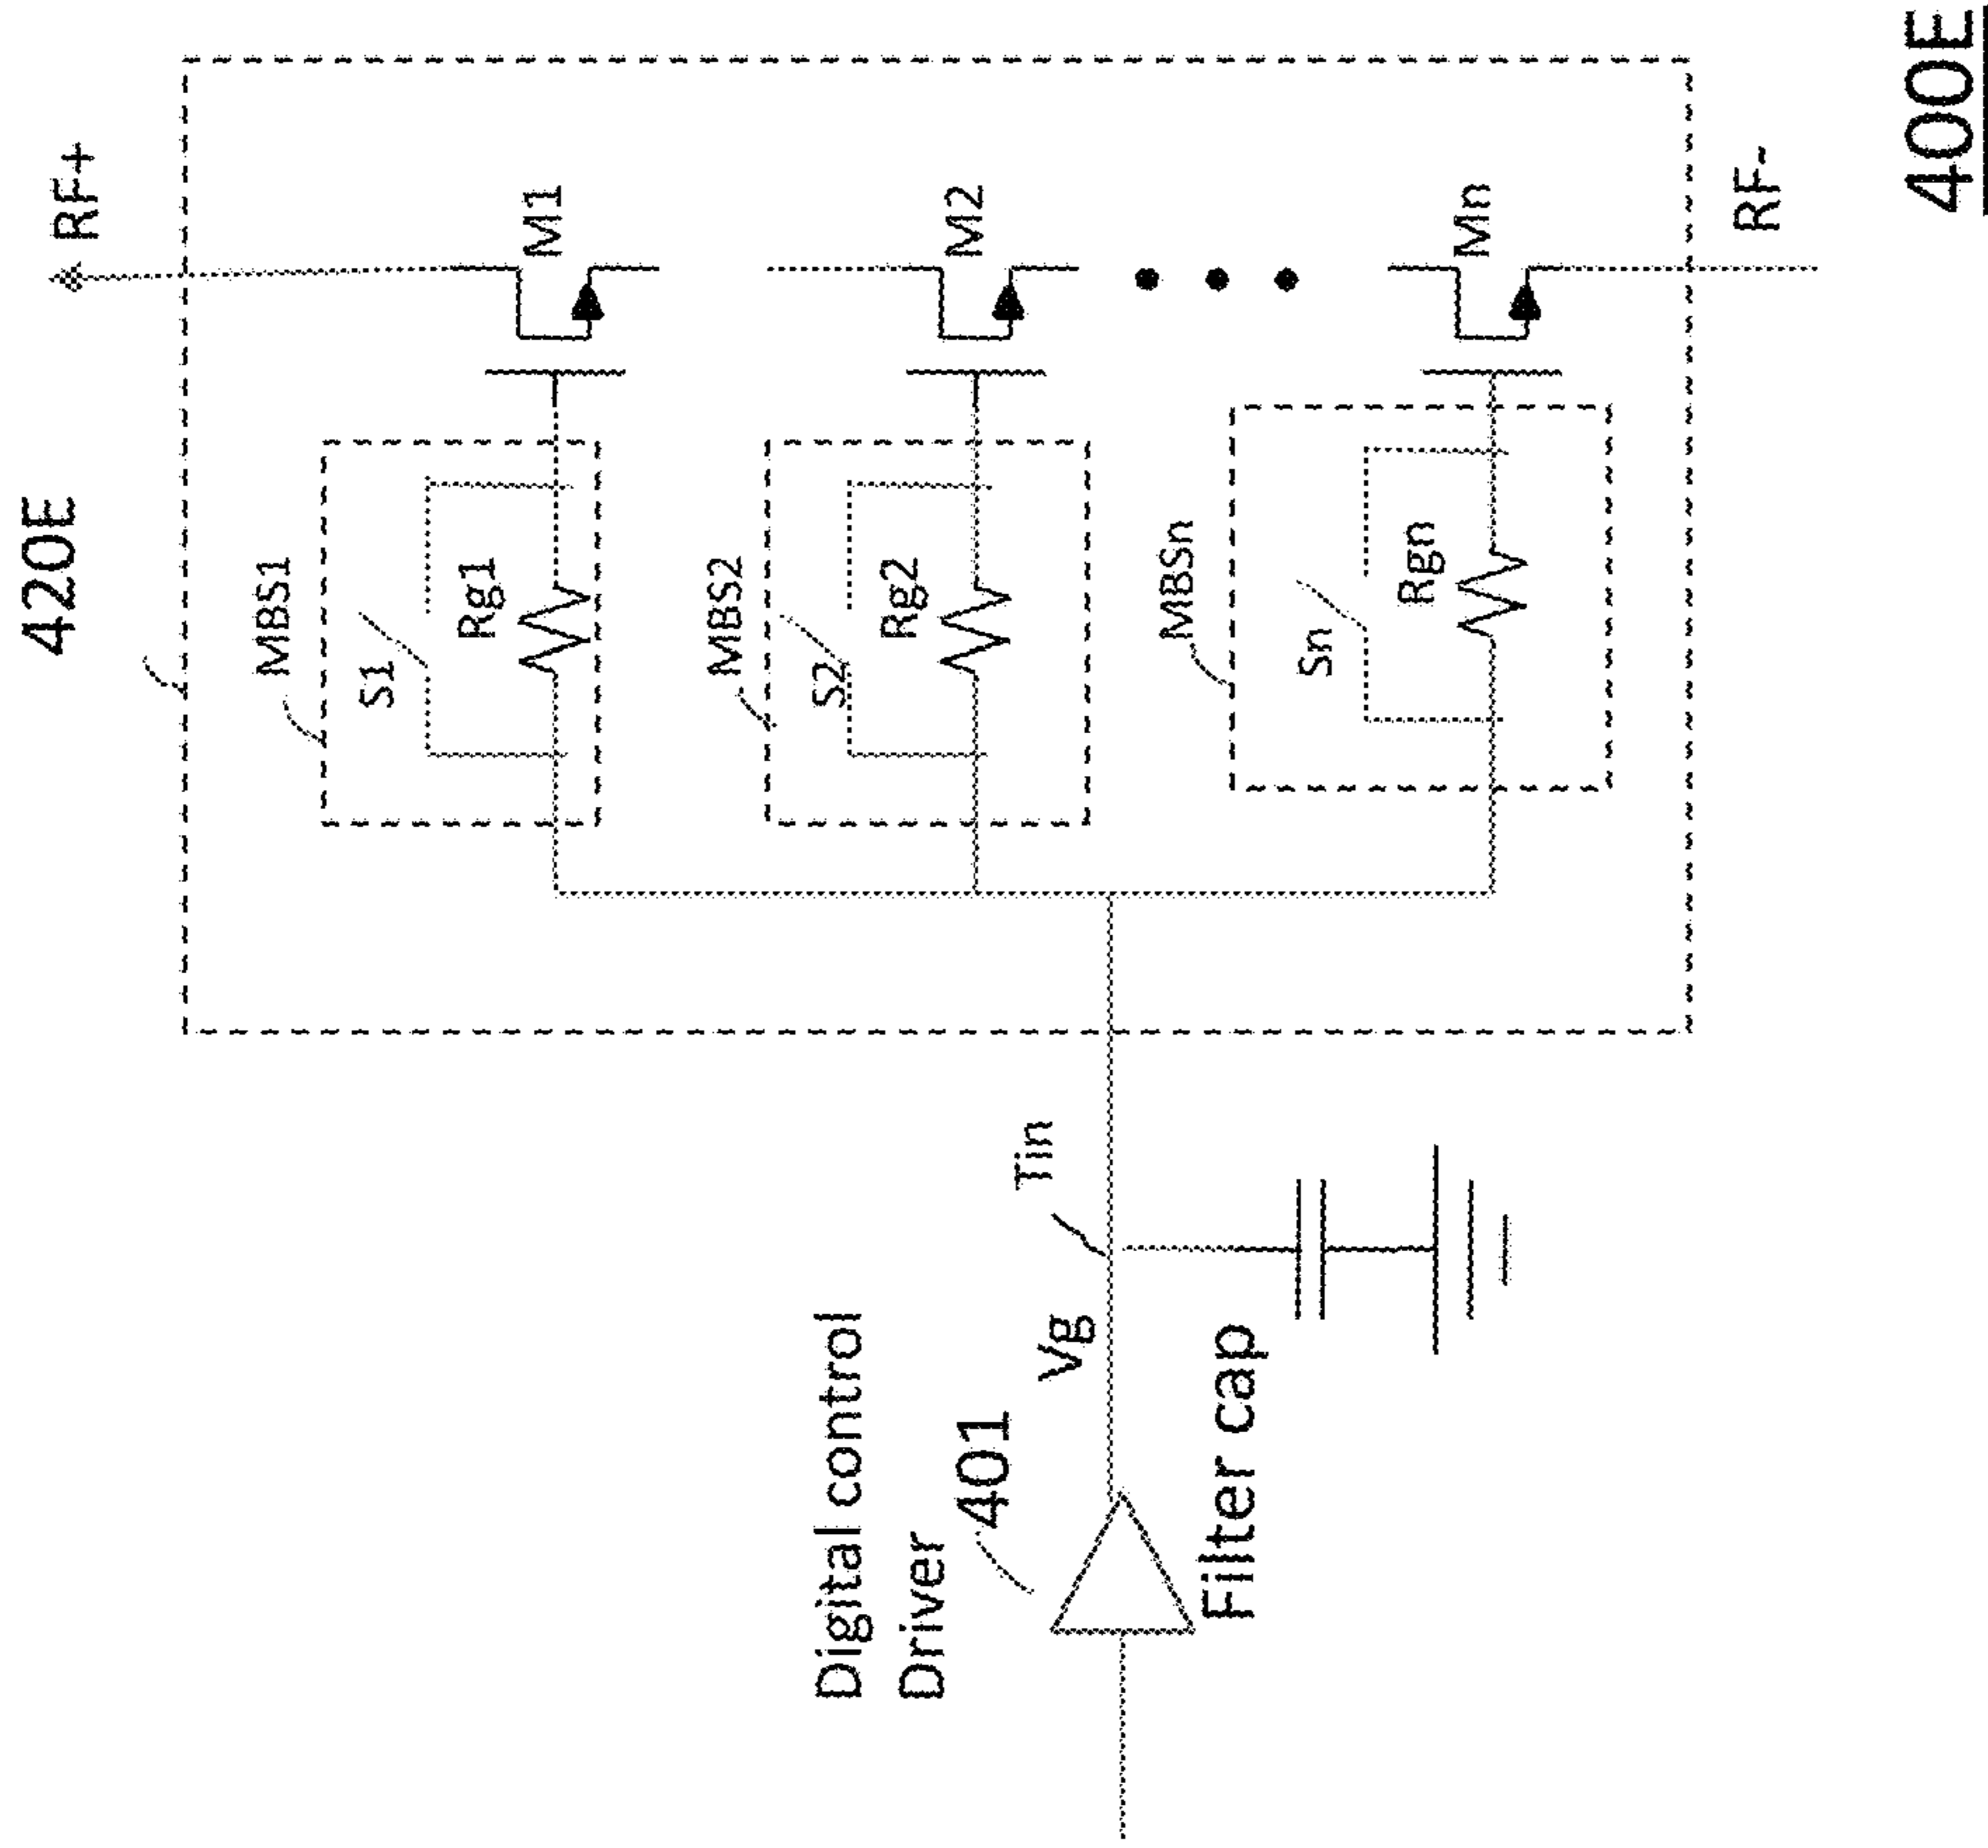 420E
RF+
MBS1
S1
Rg1
M1
MBS2
S2
Rg2
M2
MBSn
Sn
Rgn
Mn
RF-
Tin
Vg
Digital control
Driver
401
Filter cap
400E